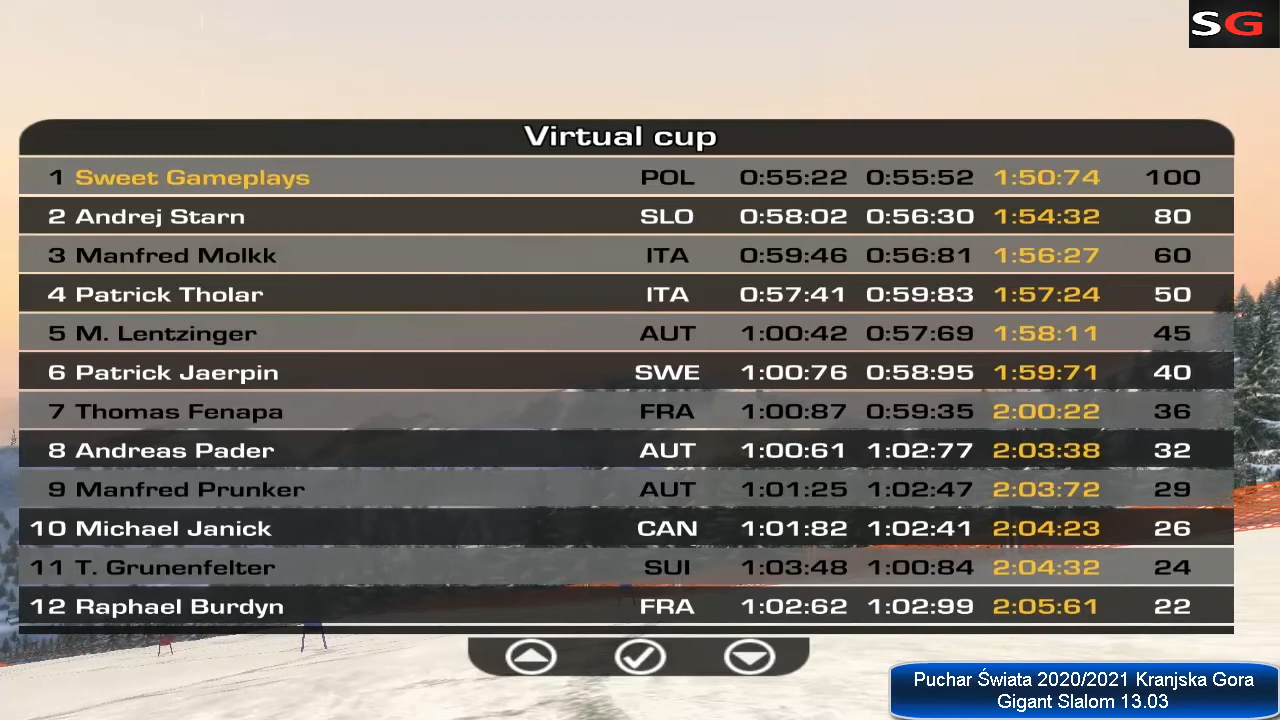 SG
Virtual cup
1 Sweet Gameplays POL 0:55:22 0:55:52 1:50:74 100
2 Andrej Starn SLO 0:58:02 0:56:30 1:54:32 80
3 Manfred Molkk ITA 0:59:46 0:56:81 1:56:27 60
4 Patrick Tholar ITA 0:57:41 0:59:83 1:57:24 50
5 M. Lentzinger AUT 1:00:42 0:57:69 1:58:11 45
6 Patrick Jaerpin SWE 1:00:76 0:58:95 1:59:71 40
7 Thomas Fenapa FRA 1:00:87 0:59:35 2:00:22 36
8 Andreas Pader AUT 1:00:61 1:02:77 2:03:38 32
9 Manfred Prunker AUT 1:01:25 1:02:47 2:03:72 29
10 Michael Janick CAN 1:01:82 1:02:41 2:04:23 26
11 T. Grunenfelter SUI 1:03:48 1:00:84 2:04:32 24
12 Raphael Burdyn FRA 1:02:62 1:02:99 2:05:61 22
Puchar Świata 2020/2021 Kranjska Gora
Gigant Slalom 13.03